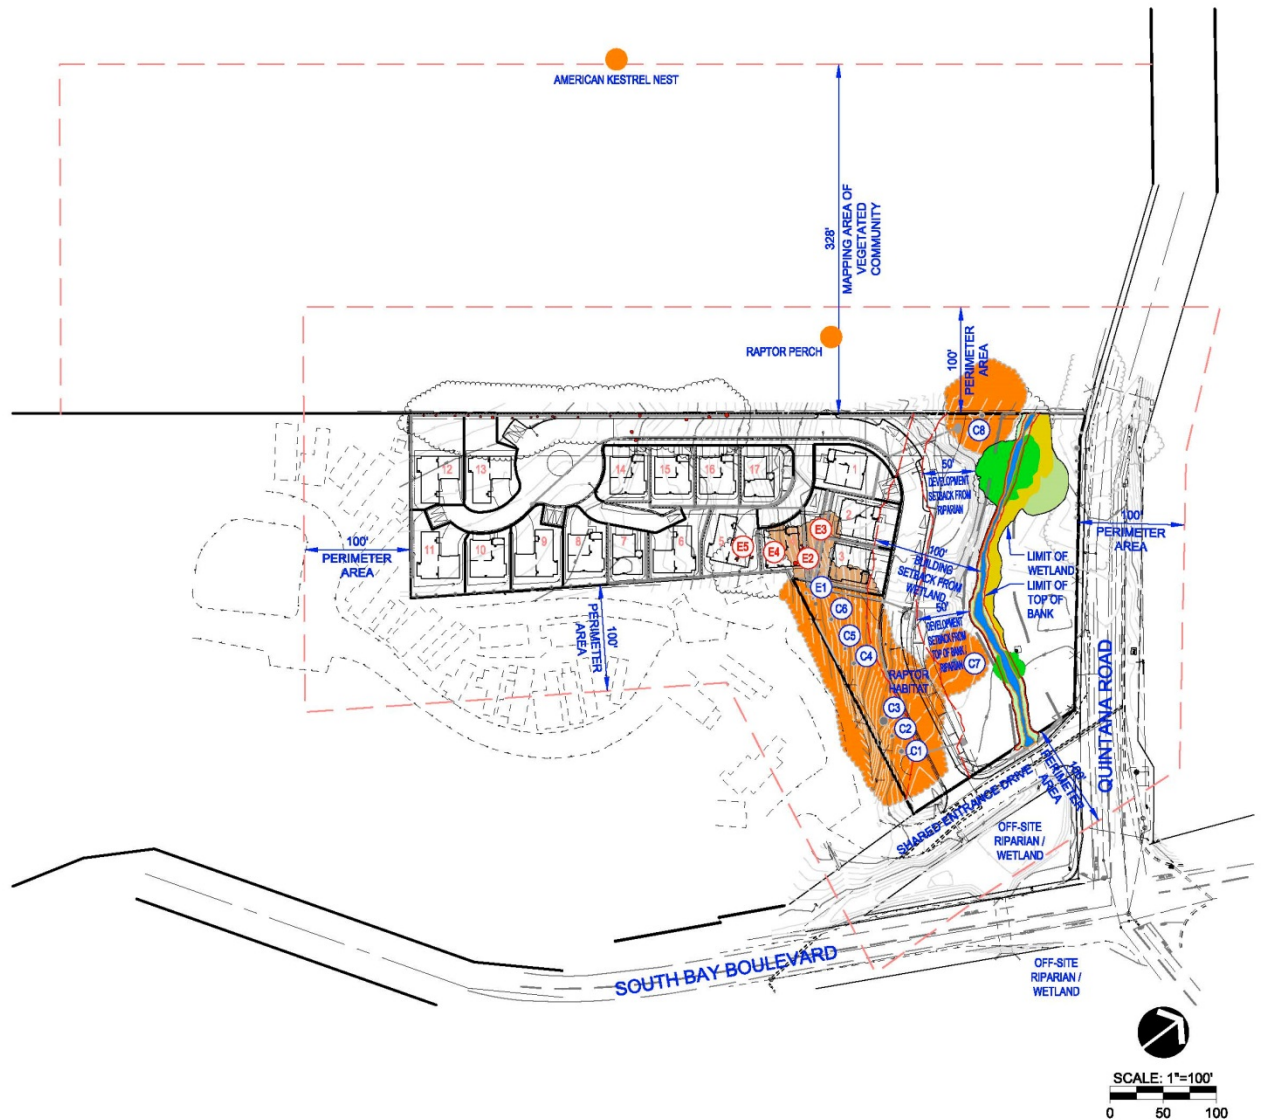 AMERICAN KESTREL NEST
328'
MAPPING AREA OF
VEGETATED
COMMUNITY
RAPTOR PERCH
100'
PERIMETER
AREA
C8
12
13
14
15
16
17
1
50'
DEVELOPMENT
SETBACK FROM
RIPARIAN
2
E3
100'
PERIMETER
AREA
100'
PERIMETER
AREA
11
10
9
8
7
6
5
E5
E4
E2
3
100'
BUILDING
SETBACK FROM
WETLAND
LIMIT OF
WETLAND
LIMIT OF
TOP OF
BANK
E1
C6
C5
C4
50'
DEVELOPMENT
SETBACK FROM
TOP OF BANK /
RIPARIAN
C7
100'
PERIMETER
AREA
RAPTOR
HABITAT
C3
C2
C1
QUINTANA ROAD
100'
PERIMETER
AREA
SHARED ENTRANCE DRIVE
OFF-SITE
RIPARIAN /
WETLAND
SOUTH BAY BOULEVARD
OFF-SITE
RIPARIAN /
WETLAND
SCALE: 1"=100'
0 50 100